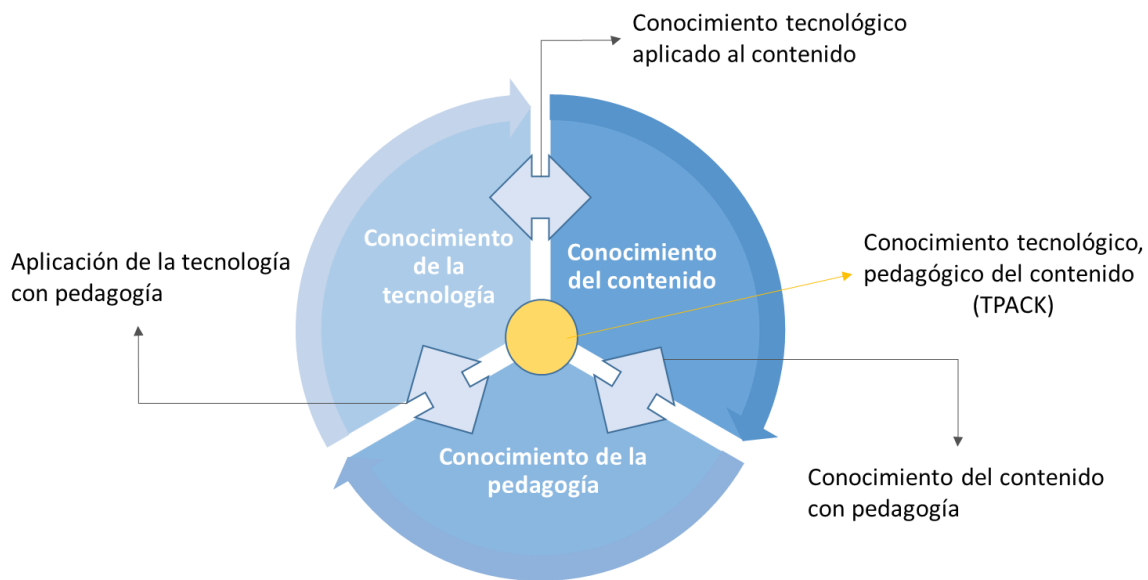 Conocimiento tecnológico
aplicado al contenido
Conocimiento
de la
tecnología
Conocimiento
del contenido
Aplicación de la tecnología
con pedagogía
Conocimiento tecnológico,
pedagógico del contenido
(TPACK)
Conocimiento de la
pedagogía
Conocimiento del contenido
con pedagogía